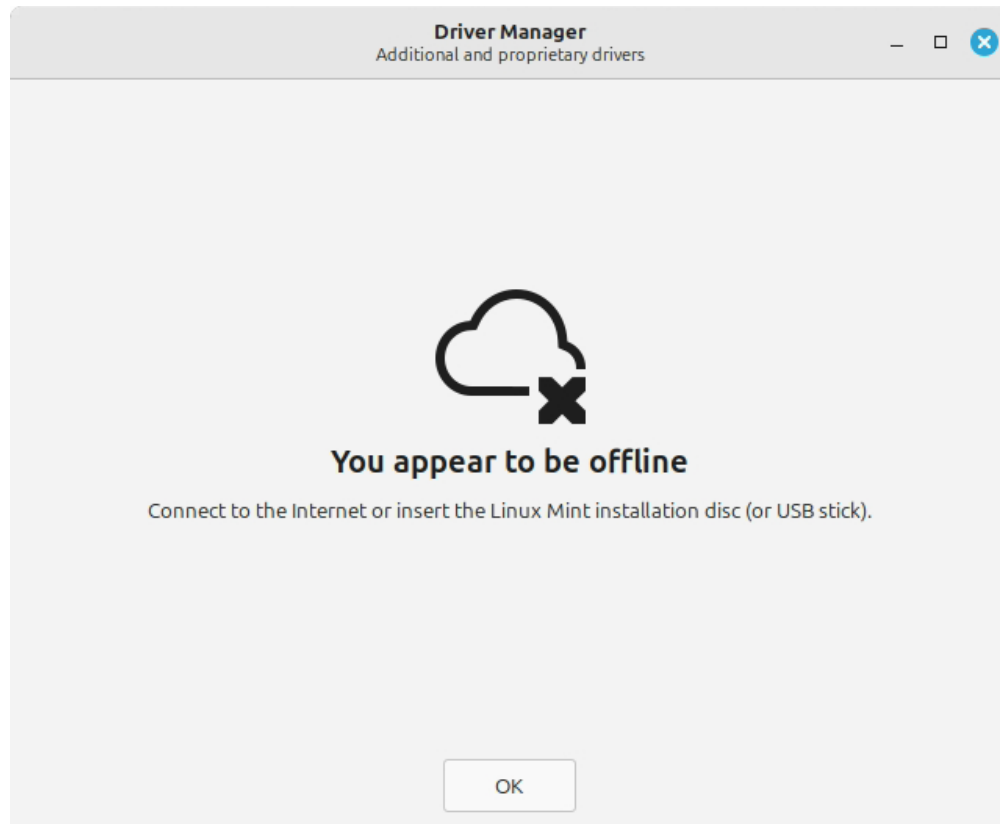 Driver Manager
Additional and proprietary drivers
You appear to be offline
Connect to the Internet or insert the Linux Mint installation disc (or USB stick).
OK